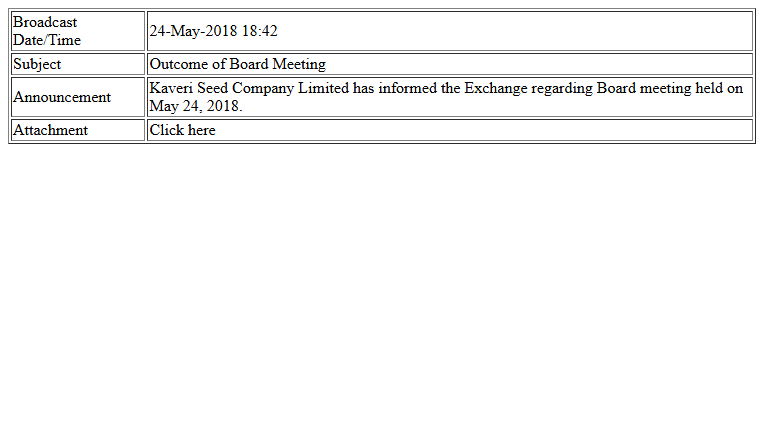 Broadcast
Date/Time
24-May-2018 18:42
Subject
Outcome of Board Meeting
Announcement
Kaveri Seed Company Limited has informed the Exchange regarding Board meeting held on
May 24, 2018.
Attachment
Click here